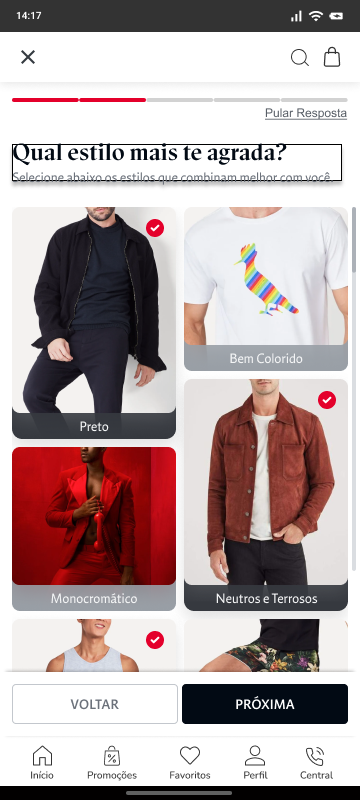 14:17
Pular Resposta
Qual estilo mais te agrada?
Selecione abaixo os estilos que combinam melhor com você.
Preto
Bem Colorido
Monocromático
Neutros e Terrosos
VOLTAR
PRÓXIMA
Início
Promoções
Favoritos
Perfil
Central